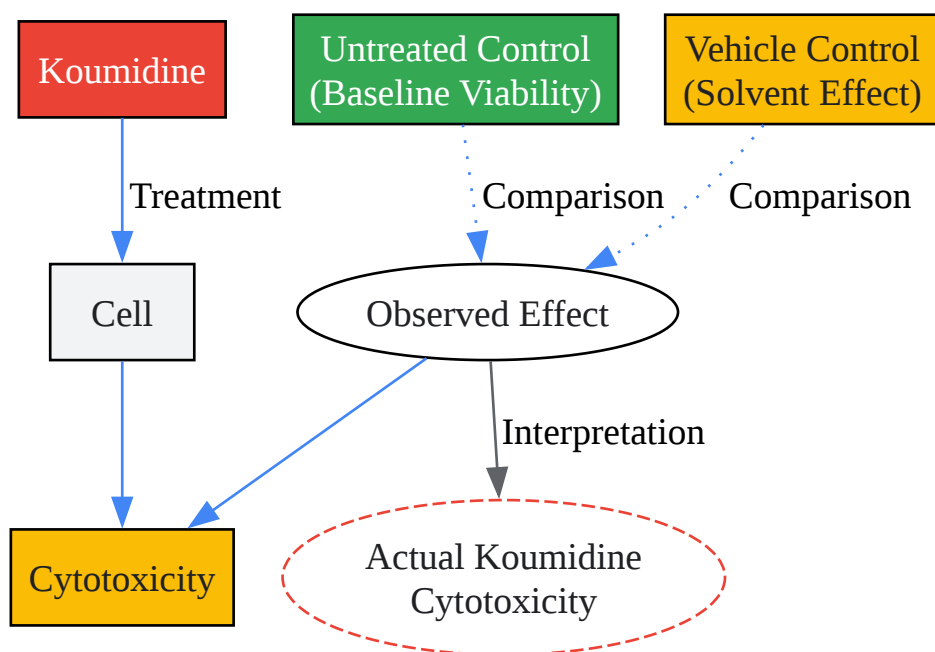 Koumidine
Untreated Control
(Baseline Viability)
Vehicle Control
(Solvent Effect)
Treatment
Comparison
Comparison
Cell
Observed Effect
Interpretation
Cytotoxicity
Actual Koumidine
Cytotoxicity